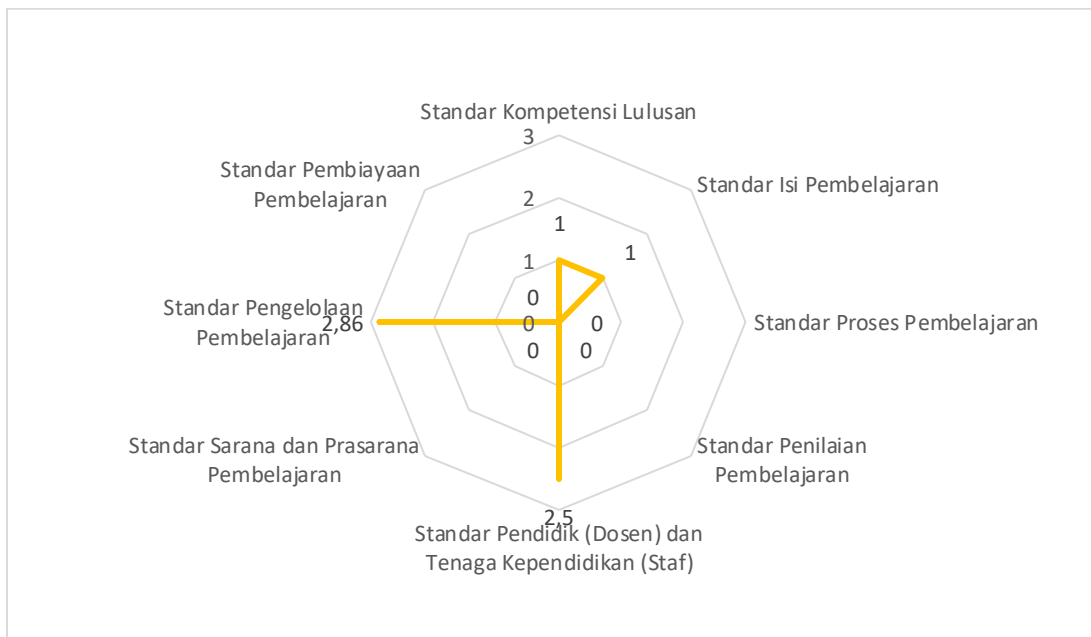 Standar Kompetensi Lulusan
3
Standar Pembiayaan
Pembelajaran
Standar Isi Pembelajaran
2
1
1
1
0
Standar Pengelolaan
Pembelajaran
2,86
0
0
Standar Proses Pembelajaran
0
0
Standar Sarana dan Prasarana
Pembelajaran
Standar Penilaian
Pembelajaran
2,5
Standar Pendidik (Dosen) dan
Tenaga Kependidikan (Staf)